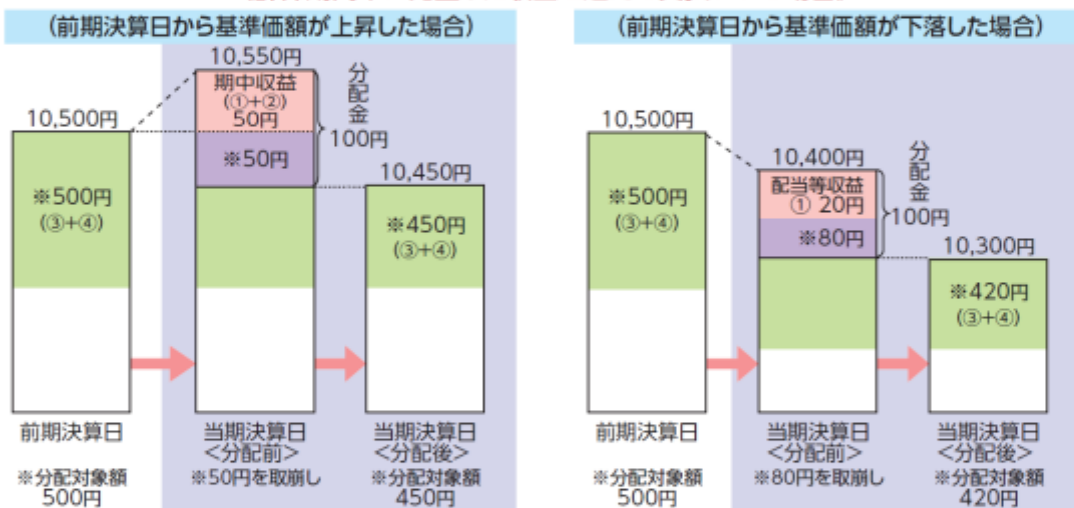 (前期決算日から基準価額が上昇した場合)
10,550円
期中収益
(①+②)
50円
分配金
100円
10,500円
※50円
10,450円
※500円
(③+④)
※450円
(③+④)
前期決算日
当期決算日
<分配前>
当期決算日
<分配後>
※分配対象額
500円
※50円を取崩し
※分配対象額
450円
(前期決算日から基準価額が下落した場合)
10,500円
10,400円
配当等収益
① 20円
分配金
100円
※80円
10,300円
※500円
(③+④)
※420円
(③+④)
前期決算日
当期決算日
<分配前>
当期決算日
<分配後>
※分配対象額
500円
※80円を取崩し
※分配対象額
420円